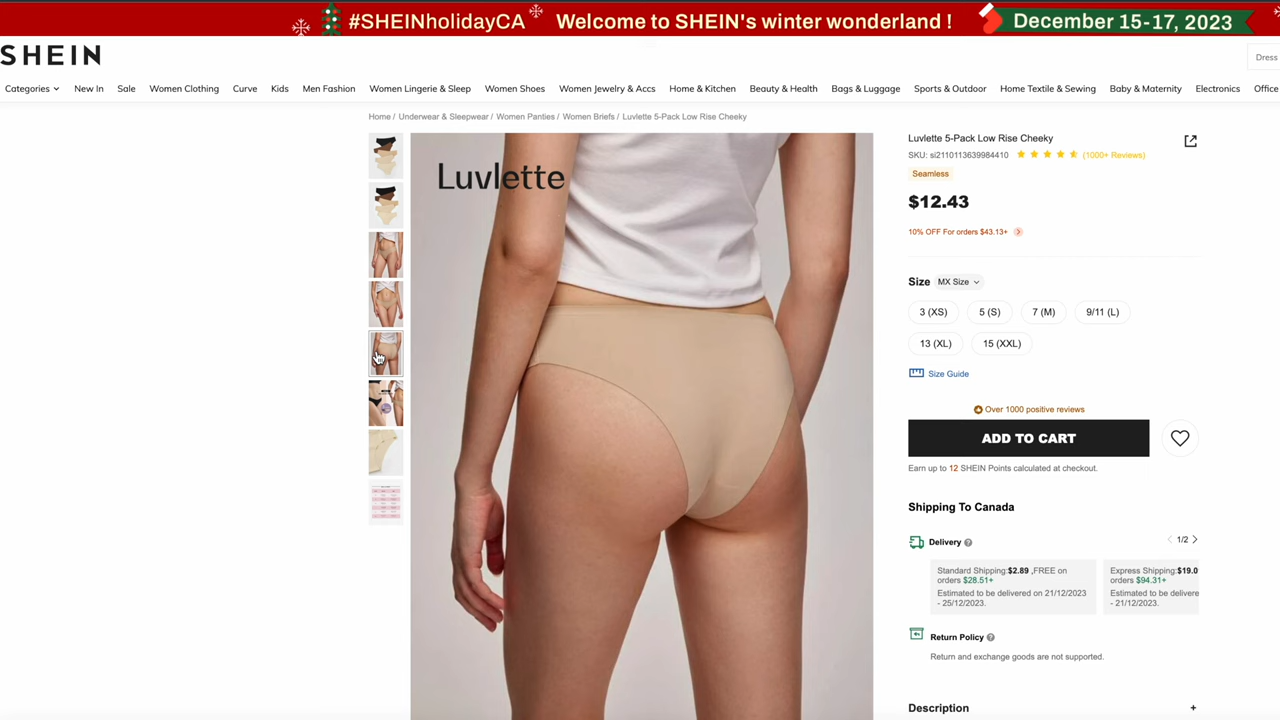 #SHEINholidayCA Welcome to SHEIN's winter wonderland ! December 15-17, 2023
SHEIN
Dress
Categories New In Sale Women Clothing Curve Kids Men Fashion Women Lingerie & Sleep Women Shoes Women Jewelry & Accs Home & Kitchen Beauty & Health Bags & Luggage Sports & Outdoor Home Textile & Sewing Baby & Maternity Electronics Office
Home / Underwear & Sleepwear / Women Panties / Women Briefs / Luvlette 5-Pack Low Rise Cheeky
Luvlette
Luvlette 5-Pack Low Rise Cheeky
SKU: si2110113639984410 (1000+ Reviews)
Seamless
$12.43
10% OFF For orders $43.13+
Size MX Size
3 (XS) 5 (S) 7 (M) 9/11 (L)
13 (XL) 15 (XXL)
Size Guide
Over 1000 positive reviews
ADD TO CART
Earn up to 12 SHEIN Points calculated at checkout.
Shipping To Canada
Delivery 1/2
Standard Shipping:$2.89 ,FREE on
orders $28.51+
Estimated to be delivered on 21/12/2023
- 25/12/2023.
Express Shipping:$19.0
orders $94.31+
Estimated to be delivere
- 21/12/2023.
Return Policy
Return and exchange goods are not supported.
Description +